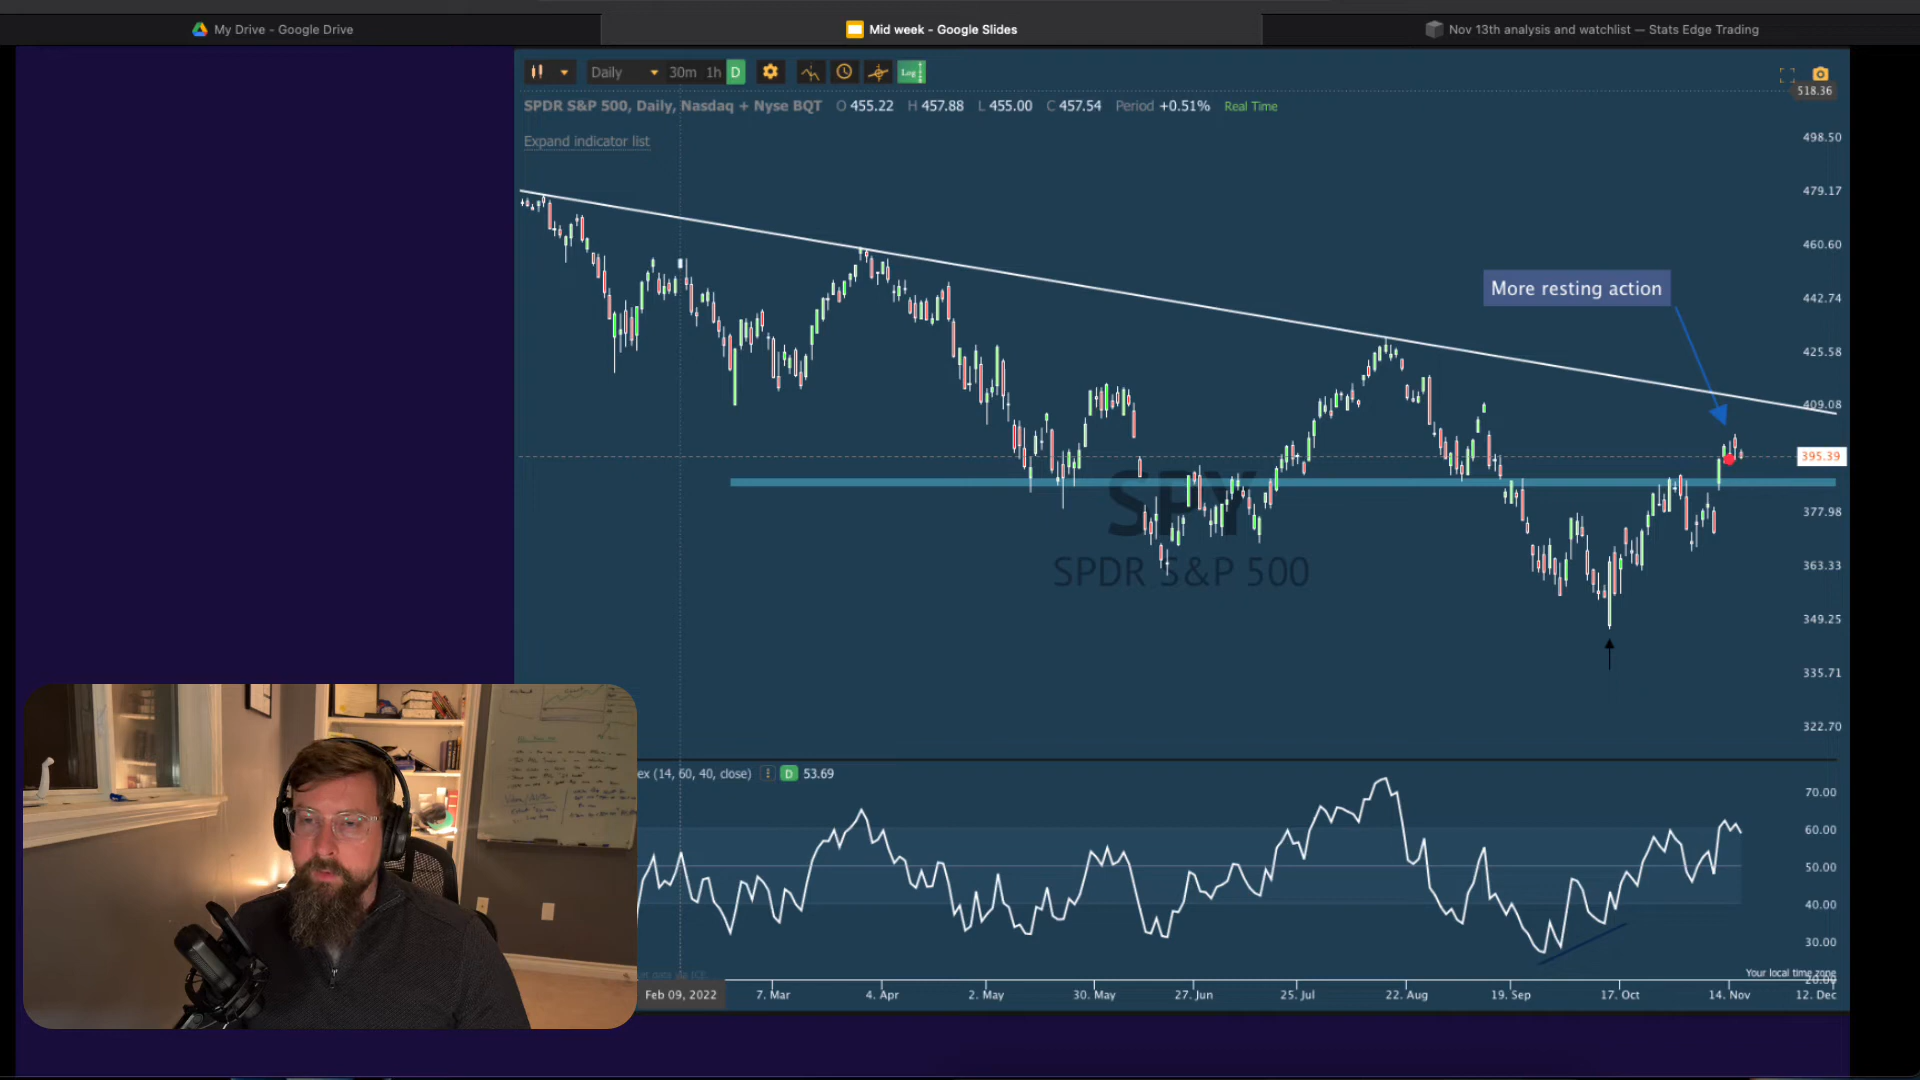 My Drive – Google Drive
Mid week – Google Slides
Nov 13th analysis and watchlist — Stats Edge Trading
Daily 30m 1h D Log
518.36
SPDR S&P 500, Daily, Nasdaq + Nyse BQT O 455.22 H 457.88 L 455.00 C 457.54 Period +0.51% Real Time
Expand indicator list
498.50
479.17
460.60
More resting action
442.74
425.58
409.08
395.39
SPY
377.98
SPDR S&P 500
363.33
349.25
335.71
322.70
ex (14, 60, 40, close) D 53.69
70.00
60.00
50.00
40.00
30.00
Your local time zone
20.00
Feb 09, 2022 7. Mar 4. Apr 2. May 30. May 27. Jun 25. Jul 22. Aug 19. Sep 17. Oct 14. Nov 12. Dec